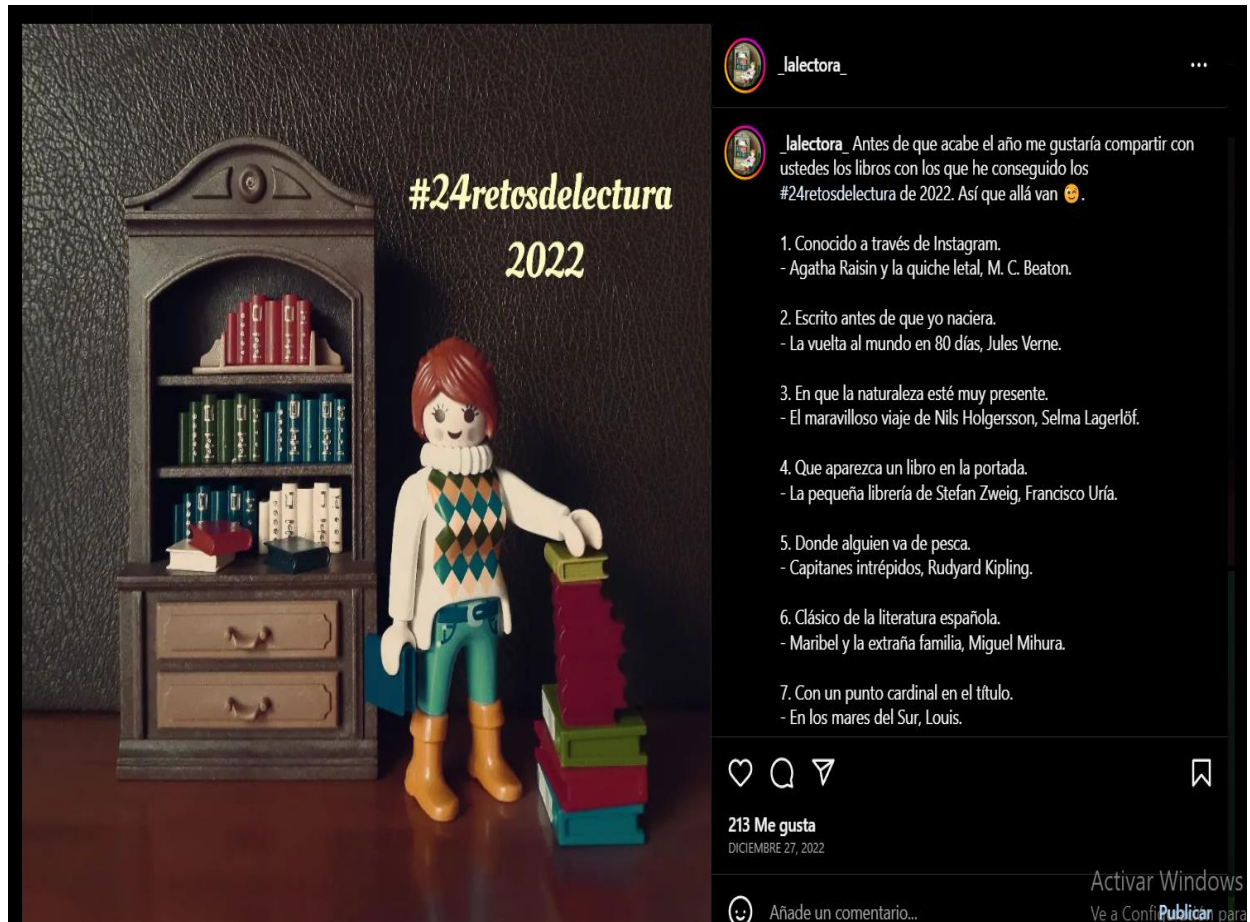 #24retosdelectura
2022
_lalectora_
_lalectora_ Antes de que acabe el año me gustaría compartir con
ustedes los libros con los que he conseguido los
#24retosdelectura de 2022. Así que allá van 😉.
1. Conocido a través de Instagram.
- Agatha Raisin y la quiche letal, M. C. Beaton.
2. Escrito antes de que yo naciera.
- La vuelta al mundo en 80 días, Jules Verne.
3. En que la naturaleza esté muy presente.
- El maravilloso viaje de Nils Holgersson, Selma Lagerlöf.
4. Que aparezca un libro en la portada.
- La pequeña librería de Stefan Zweig, Francisco Uría.
5. Donde alguien va de pesca.
- Capitanes intrépidos, Rudyard Kipling.
6. Clásico de la literatura española.
- Maribel y la extraña familia, Miguel Mihura.
7. Con un punto cardinal en el título.
- En los mares del Sur, Louis.
213 Me gusta
DICIEMBRE 27, 2022
Activar Windows
Añade un comentario...
Publicar
Ve a para